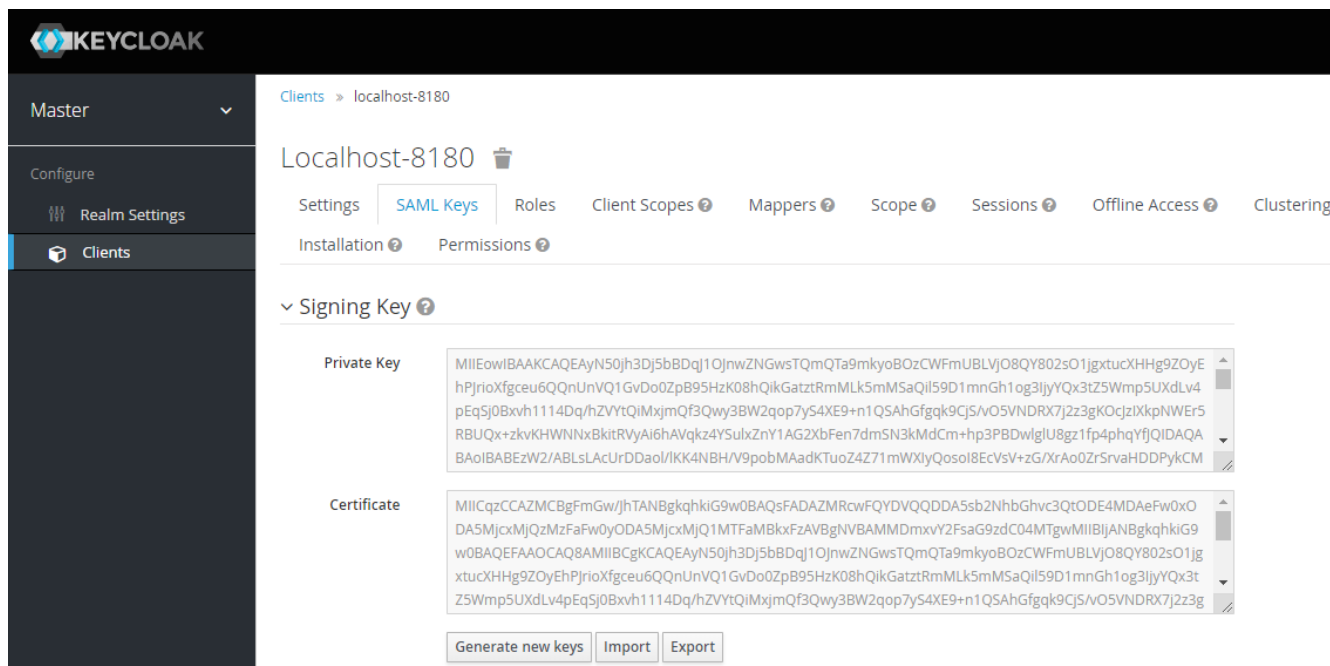 KEYCLOAK
Master
Configure
Realm Settings
Clients
Clients » localhost-8180
Localhost-8180
Settings SAML Keys Roles Client Scopes Mappers Scope Sessions Offline Access Clustering
Installation Permissions
Signing Key
Private Key
MIIEowIBAAKCAQEAyN50jh3Dj5bBDqJ1OJnwZNGwsTQmQTa9mkyoBOzCWFmUBLVjO8QY802sO1jgxtucXHHg9ZOyE
hPJrioXfgceu6QQnUnVQ1GvDo0ZpB95HzK08hQikGatztRmMLk5mMSaQil59D1mnGh1og3IjyYQx3tZ5Wmp5UXdLv4
pEqSj0Bxvh1114Dq/hZVYtQiMxjmQf3Qwy3BW2qop7yS4XE9+n1QSAhGfgqk9CjS/vO5VNDRX7j2z3gKOcJzIXkpNWEr5
RBUQx+zkvKHWNNxBkitRVyAi6hAVqkz4YSulxZnY1AG2XbFen7dmSN3kMdCm+hp3PBDwlglU8gz1fp4phqYfJQIDAQA
BAoIBABEzW2/ABLsLAcUrDDaol/lKK4NBH/V9pobMAadKTuoZ4Z71mWXIyQosoI8EcVsV+zG/XrAo0ZrSrvaHDDPykCM
Certificate
MIICqzCCAZMCBgFmGw/JhTANBgkqhkiG9w0BAQsFADAZMRcwFQYDVQQDDA5sb2NhbGhvc3QtODE4MDAeFw0xO
DA5MjcxMjQzMzFaFw0yODA5MjcxMjQ1MTFaMBkxFzAVBgNVBAMMDmxvY2FsaG9zdC04MTgwMIIBIjANBgkqhkiG9
w0BAQEFAAOCAQ8AMIIBCgKCAQEAyN50jh3Dj5bBDqJ1OJnwZNGwsTQmQTa9mkyoBOzCWFmUBLVjO8QY802sO1jg
xtucXHHg9ZOyEhPJrioXfgceu6QQnUnVQ1GvDo0ZpB95HzK08hQikGatztRmMLk5mMSaQil59D1mnGh1og3IjyYQx3t
Z5Wmp5UXdLv4pEqSj0Bxvh1114Dq/hZVYtQiMxjmQf3Qwy3BW2qop7yS4XE9+n1QSAhGfgqk9CjS/vO5VNDRX7j2z3g
Generate new keys Import Export